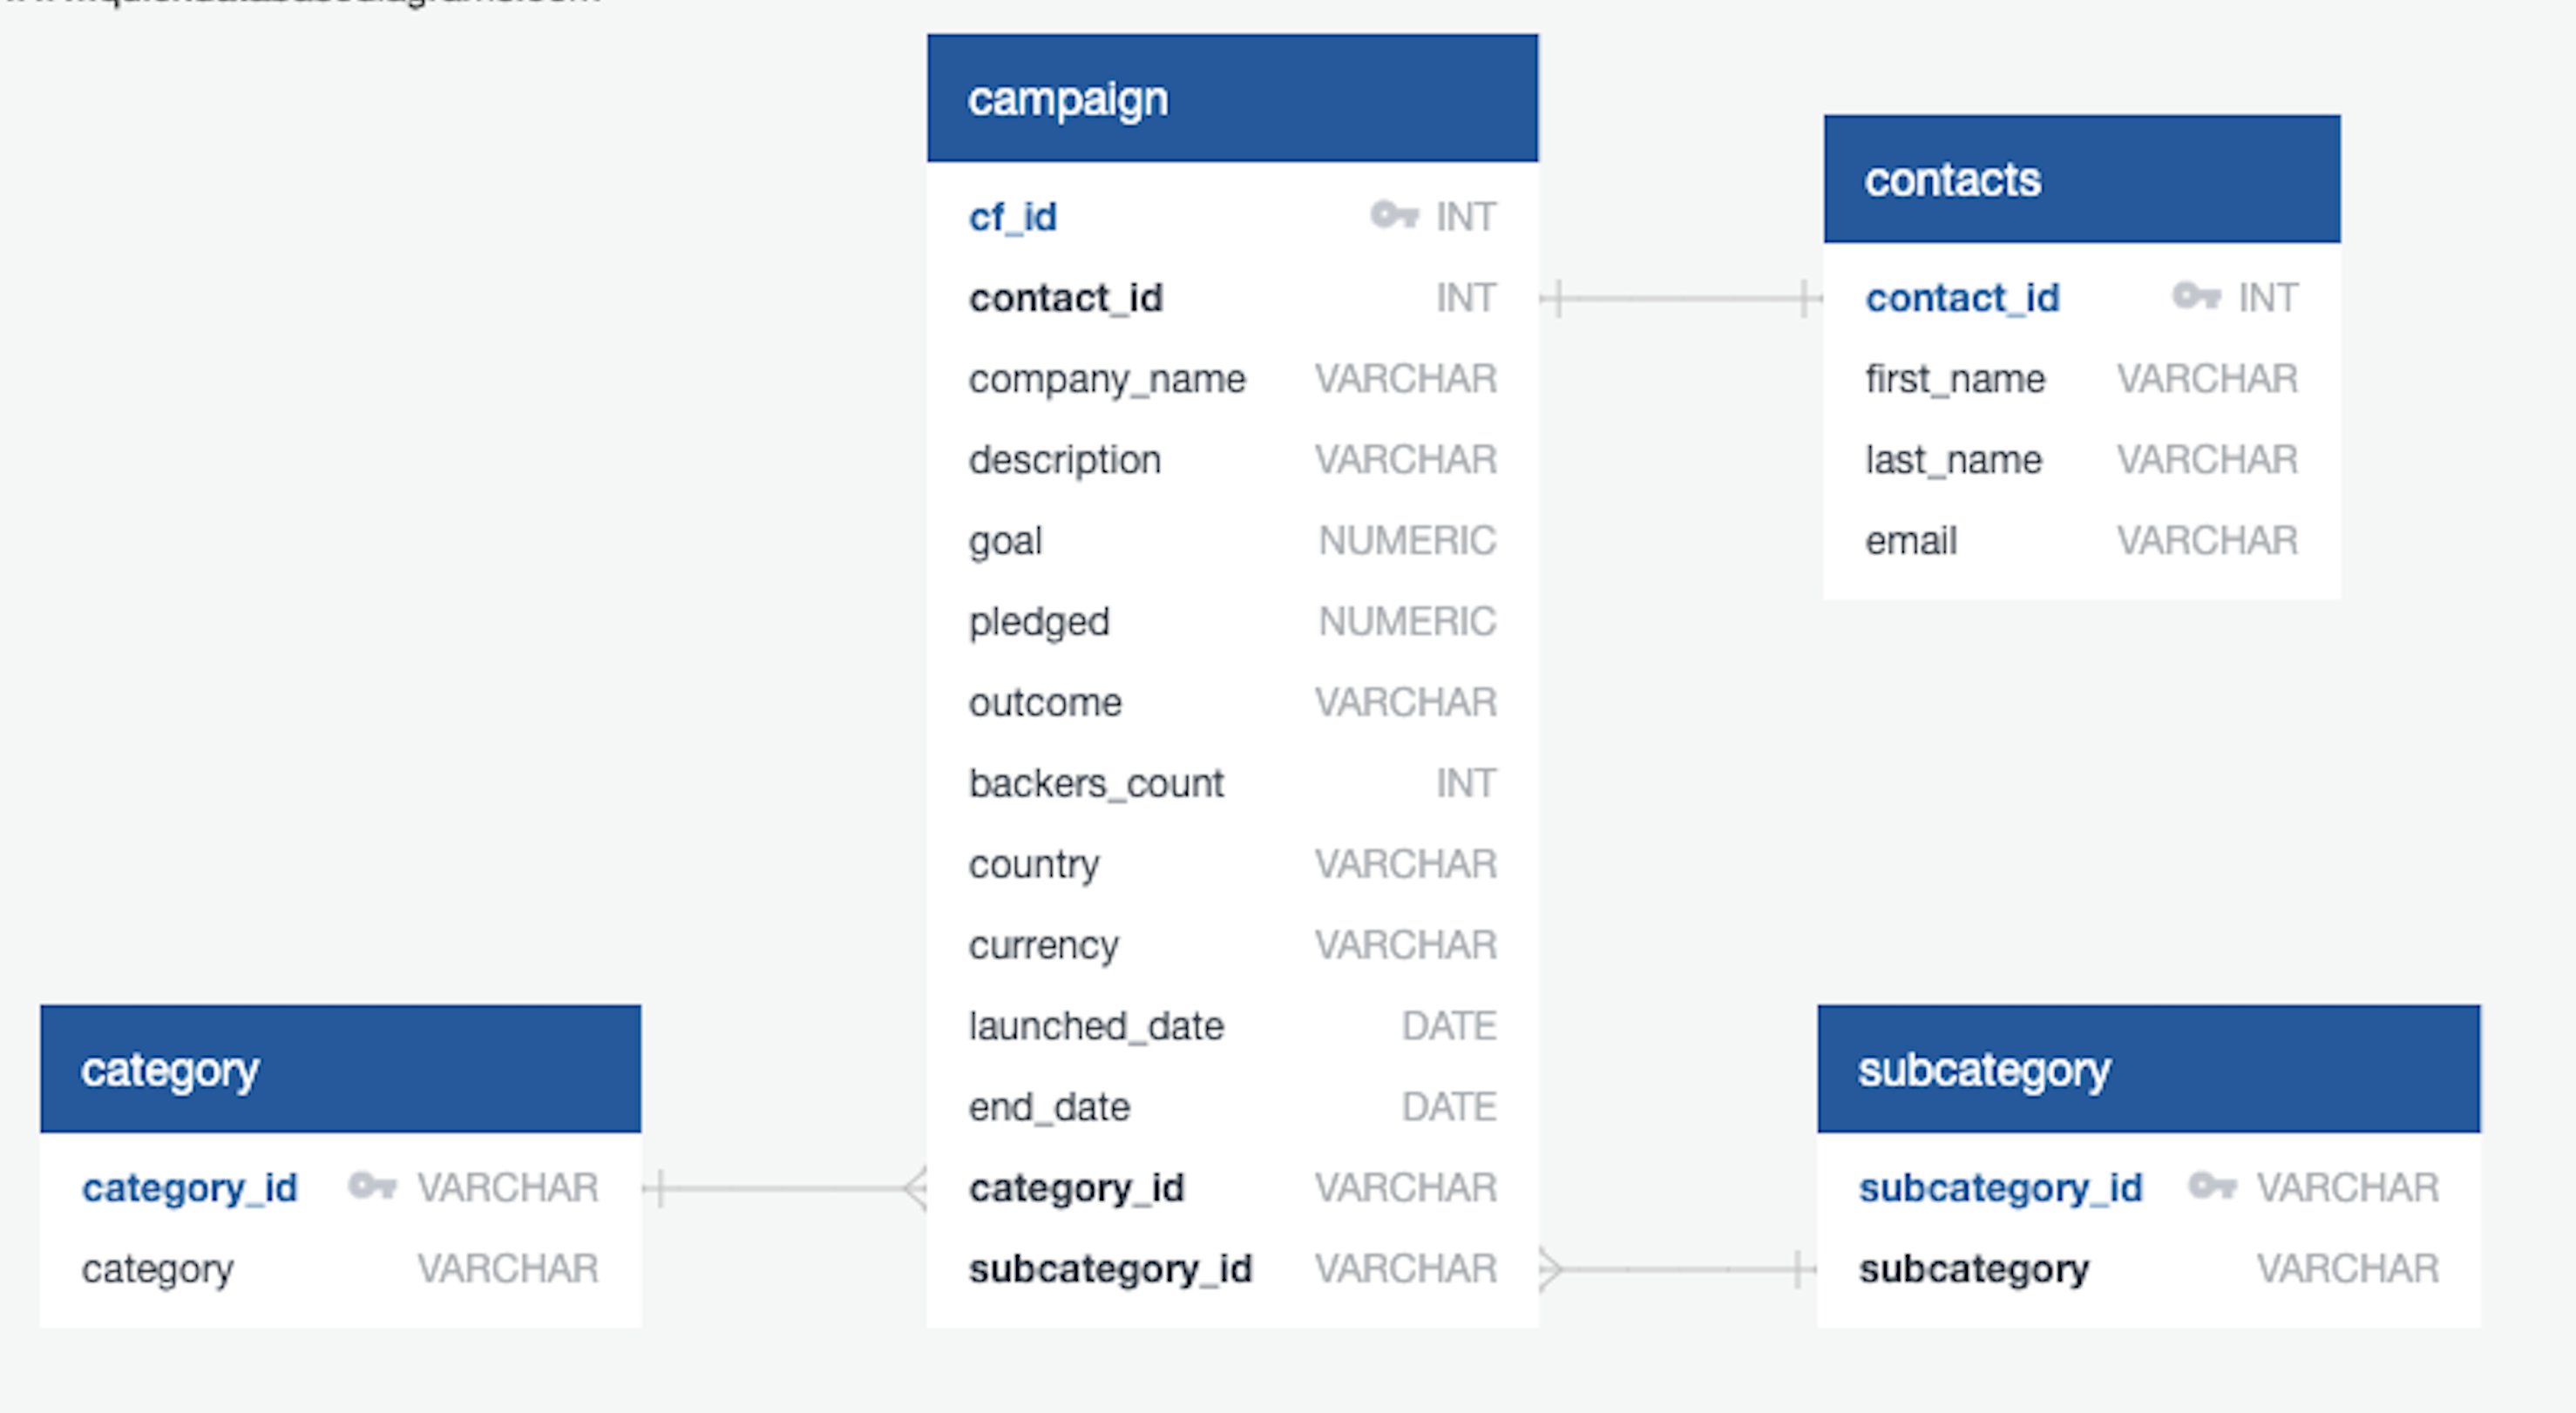 campaign
cf_id INT
contact_id INT
company_name VARCHAR
description VARCHAR
goal NUMERIC
pledged NUMERIC
outcome VARCHAR
backers_count INT
country VARCHAR
currency VARCHAR
launched_date DATE
end_date DATE
category_id VARCHAR
subcategory_id VARCHAR
contacts
contact_id INT
first_name VARCHAR
last_name VARCHAR
email VARCHAR
category
category_id VARCHAR
category VARCHAR
subcategory
subcategory_id VARCHAR
subcategory VARCHAR